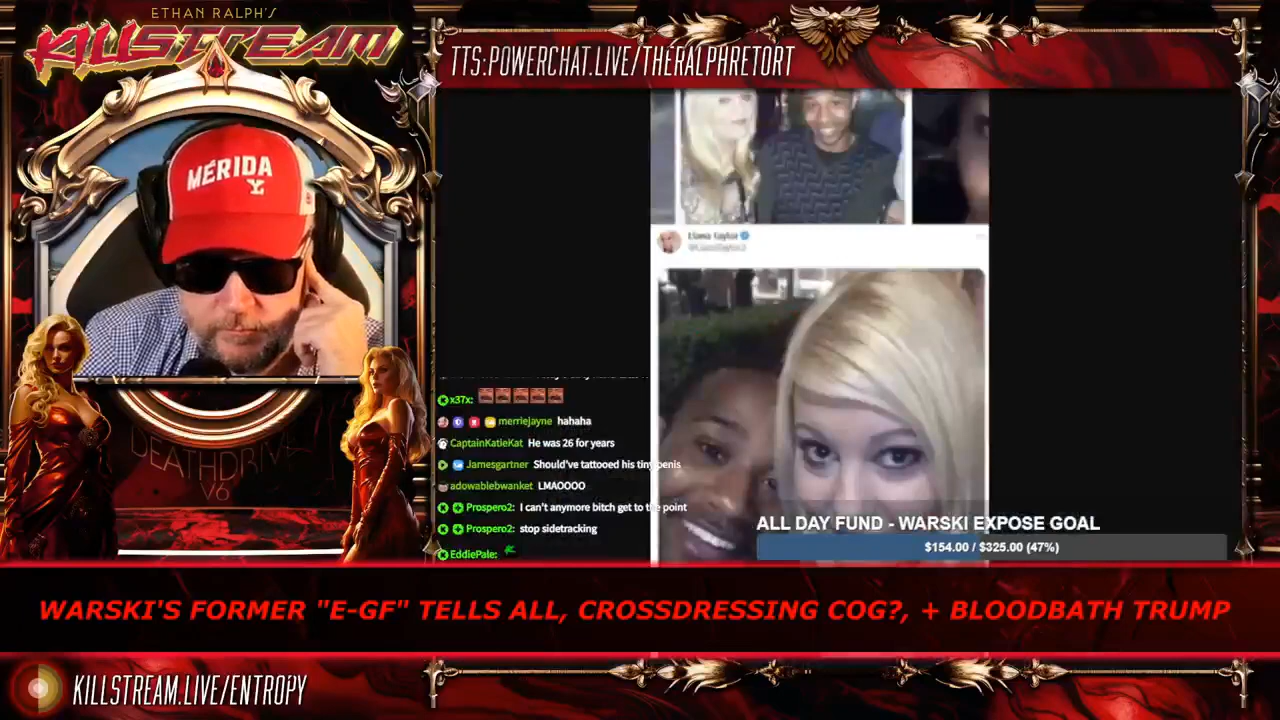 ETHAN RALPH'S
KILLSTREAM
TTS:POWERCHAT.LIVE/THERALPHRETORT
MÉRIDA
Y
DEATHDRIVE
V6
x37x:
merriejayne hahaha
CaptainKatieKat He was 26 for years
Jamesgartner Should've tattooed his tiny penis
adowablebwanket LMAOOOO
Prospero2: I can't anymore bitch get to the point
Prospero2: stop sidetracking
EddiePale:
ALL DAY FUND - WARSKI EXPOSE GOAL
$154.00 / $325.00 (47%)
WARSKI'S FORMER "E-GF" TELLS ALL, CROSSDRESSING COG?, + BLOODBATH TRUMP
KILLSTREAM.LIVE/ENTROPY